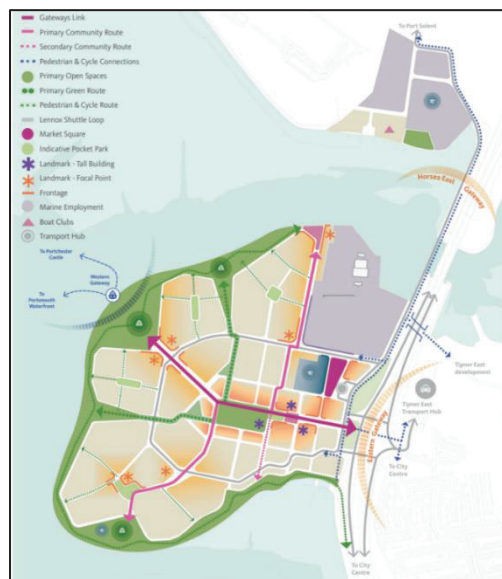 Gateways Link
Primary Community Route
Secondary Community Route
Pedestrian & Cycle Connections
Primary Open Spaces
Primary Green Route
Pedestrian & Cycle Route
Lennox Shuttle Loop
Market Square
Indicative Pocket Park
Landmark - Tall Building
Landmark - Focal Point
Frontage
Marine Employment
Boat Clubs
Transport Hub
To Port Solent
Horsea East
Gateway
To Portchester
Castle
Western
Gateway
To
Portsmouth
Waterfront
Tipner East
development
Tipner East
Transport Hub
Eastern Gateway
To City
Centre
To City
Centre